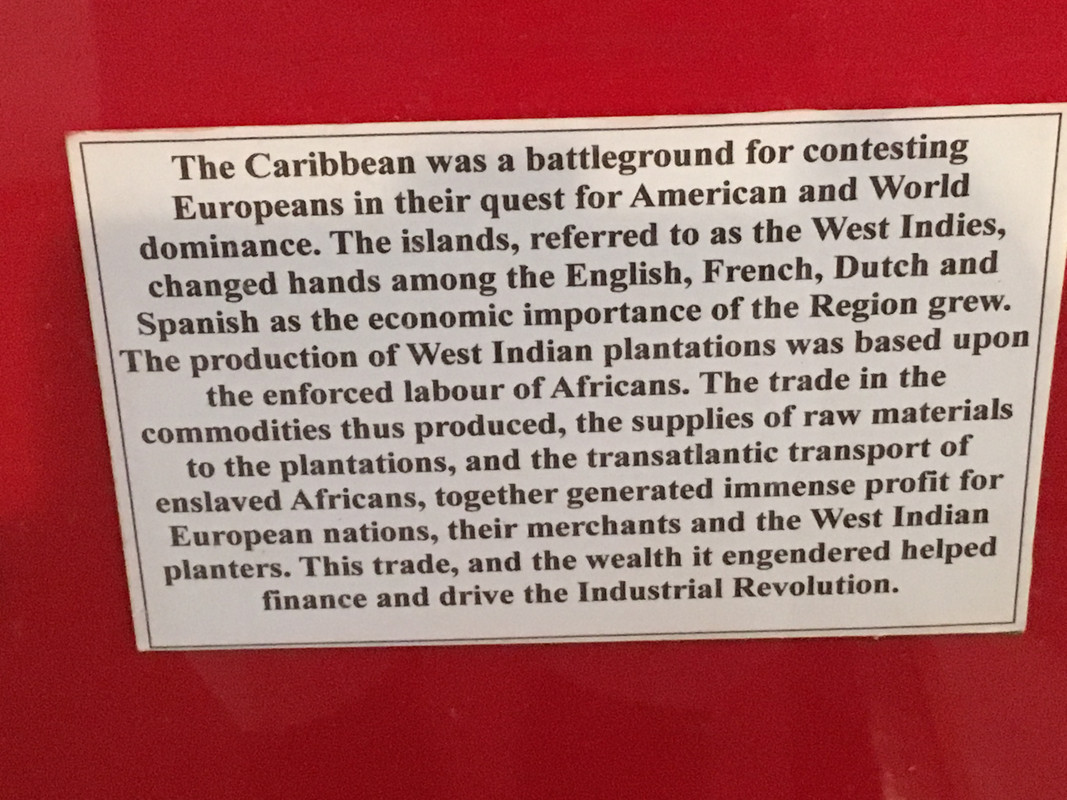 The Caribbean was a battleground for contesting
Europeans in their quest for American and World
dominance. The islands, referred to as the West Indies,
changed hands among the English, French, Dutch and
Spanish as the economic importance of the Region grew.
The production of West Indian plantations was based upon
the enforced labour of Africans. The trade in the
commodities thus produced, the supplies of raw materials
to the plantations, and the transatlantic transport of
enslaved Africans, together generated immense profit for
European nations, their merchants and the West Indian
planters. This trade, and the wealth it engendered helped
finance and drive the Industrial Revolution.